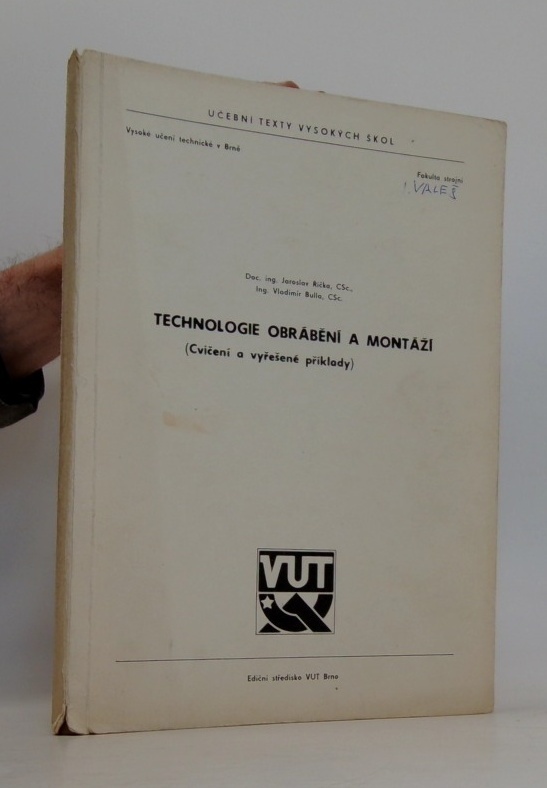 UČEBNÍ TEXTY VYSOKÝCH ŠKOL
Vysoké učení technické v Brně
Fakulta strojní
VALEŠ
Doc. ing. Jaroslav Říčka, CSc.,
Ing. Vladimír Bulla, CSc.
TECHNOLOGIE OBRÁBĚNÍ A MONTÁŽÍ
(Cvičení a vyřešené příklady)
VUT
Ediční středisko VUT Brno